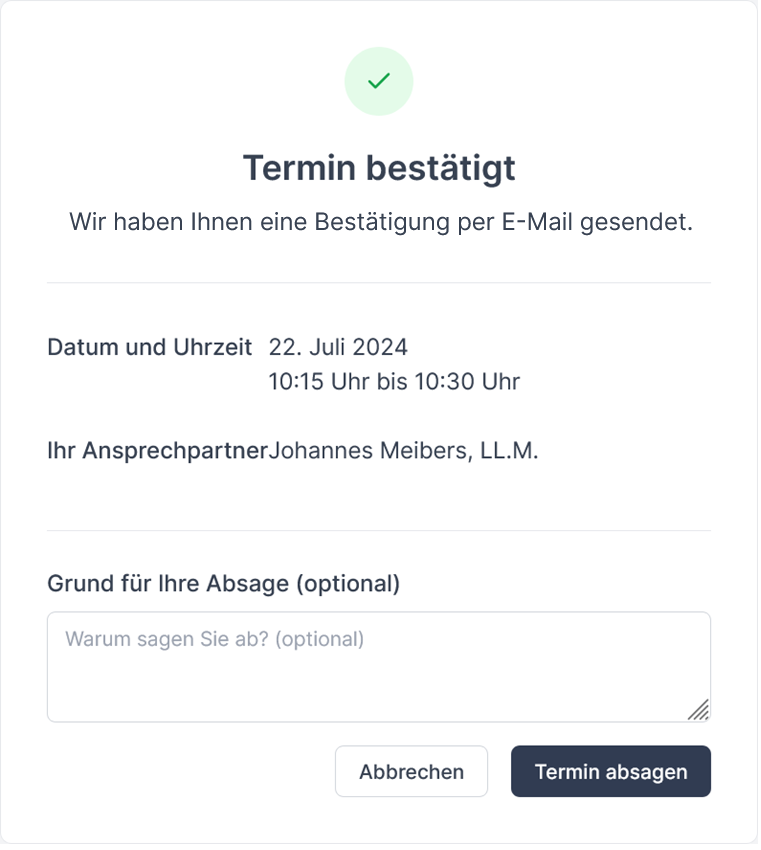 Termin bestätigt
Wir haben Ihnen eine Bestätigung per E-Mail gesendet.
Datum und Uhrzeit 22. Juli 2024
10:15 Uhr bis 10:30 Uhr
Ihr Ansprechpartner Johannes Meibers, LL.M.
Grund für Ihre Absage (optional)
Warum sagen Sie ab? (optional)
Abbrechen Termin absagen